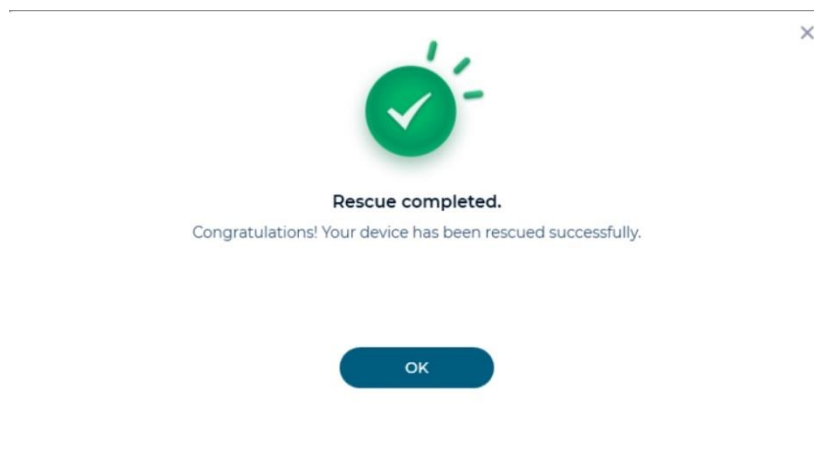 Rescue completed.
Congratulations! Your device has been rescued successfully.
OK